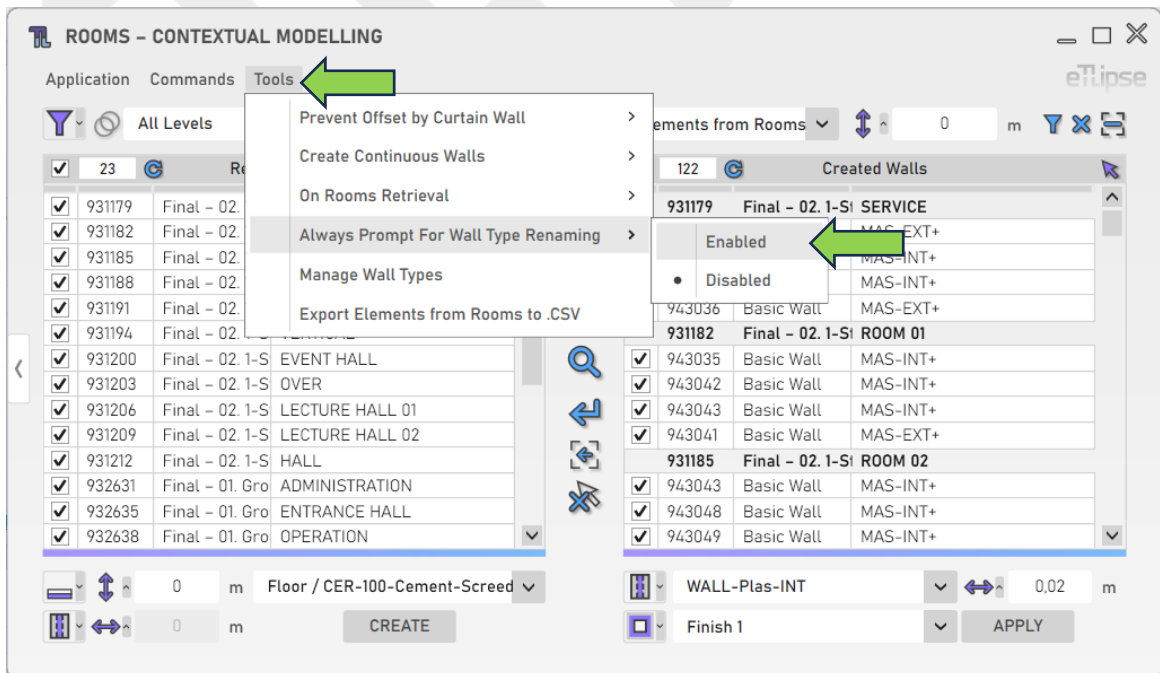 ROOMS – CONTEXTUAL MODELLING
Application Commands Tools
eTLipse
All Levels
ements from Rooms
0 m
Prevent Offset by Curtain Wall
Create Continuous Walls
On Rooms Retrieval
Always Prompt For Wall Type Renaming
Manage Wall Types
Export Elements from Rooms to .CSV
Enabled
Disabled
23 Re
931179 Final – 02.
931182 Final – 02.
931185 Final – 02.
931188 Final – 02.
931191 Final – 02.
931194 Final – 02. 1-S
931200 Final – 02. 1-S EVENT HALL
931203 Final – 02. 1-S OVER
931206 Final – 02. 1-S LECTURE HALL 01
931209 Final – 02. 1-S LECTURE HALL 02
931212 Final – 02. 1-S HALL
932631 Final – 01. Gro ADMINISTRATION
932635 Final – 01. Gro ENTRANCE HALL
932638 Final – 01. Gro OPERATION
122 Created Walls
931179 Final – 02. 1-St SERVICE
MAS-EXT+
MAS-INT+
MAS-INT+
943036 Basic Wall MAS-EXT+
931182 Final – 02. 1-St ROOM 01
943035 Basic Wall MAS-INT+
943042 Basic Wall MAS-INT+
943043 Basic Wall MAS-INT+
943041 Basic Wall MAS-EXT+
931185 Final – 02. 1-St ROOM 02
943043 Basic Wall MAS-INT+
943048 Basic Wall MAS-INT+
943049 Basic Wall MAS-INT+
0 m Floor / CER-100-Cement-Screed
0 m CREATE
WALL-Plas-INT 0,02 m
Finish 1 APPLY